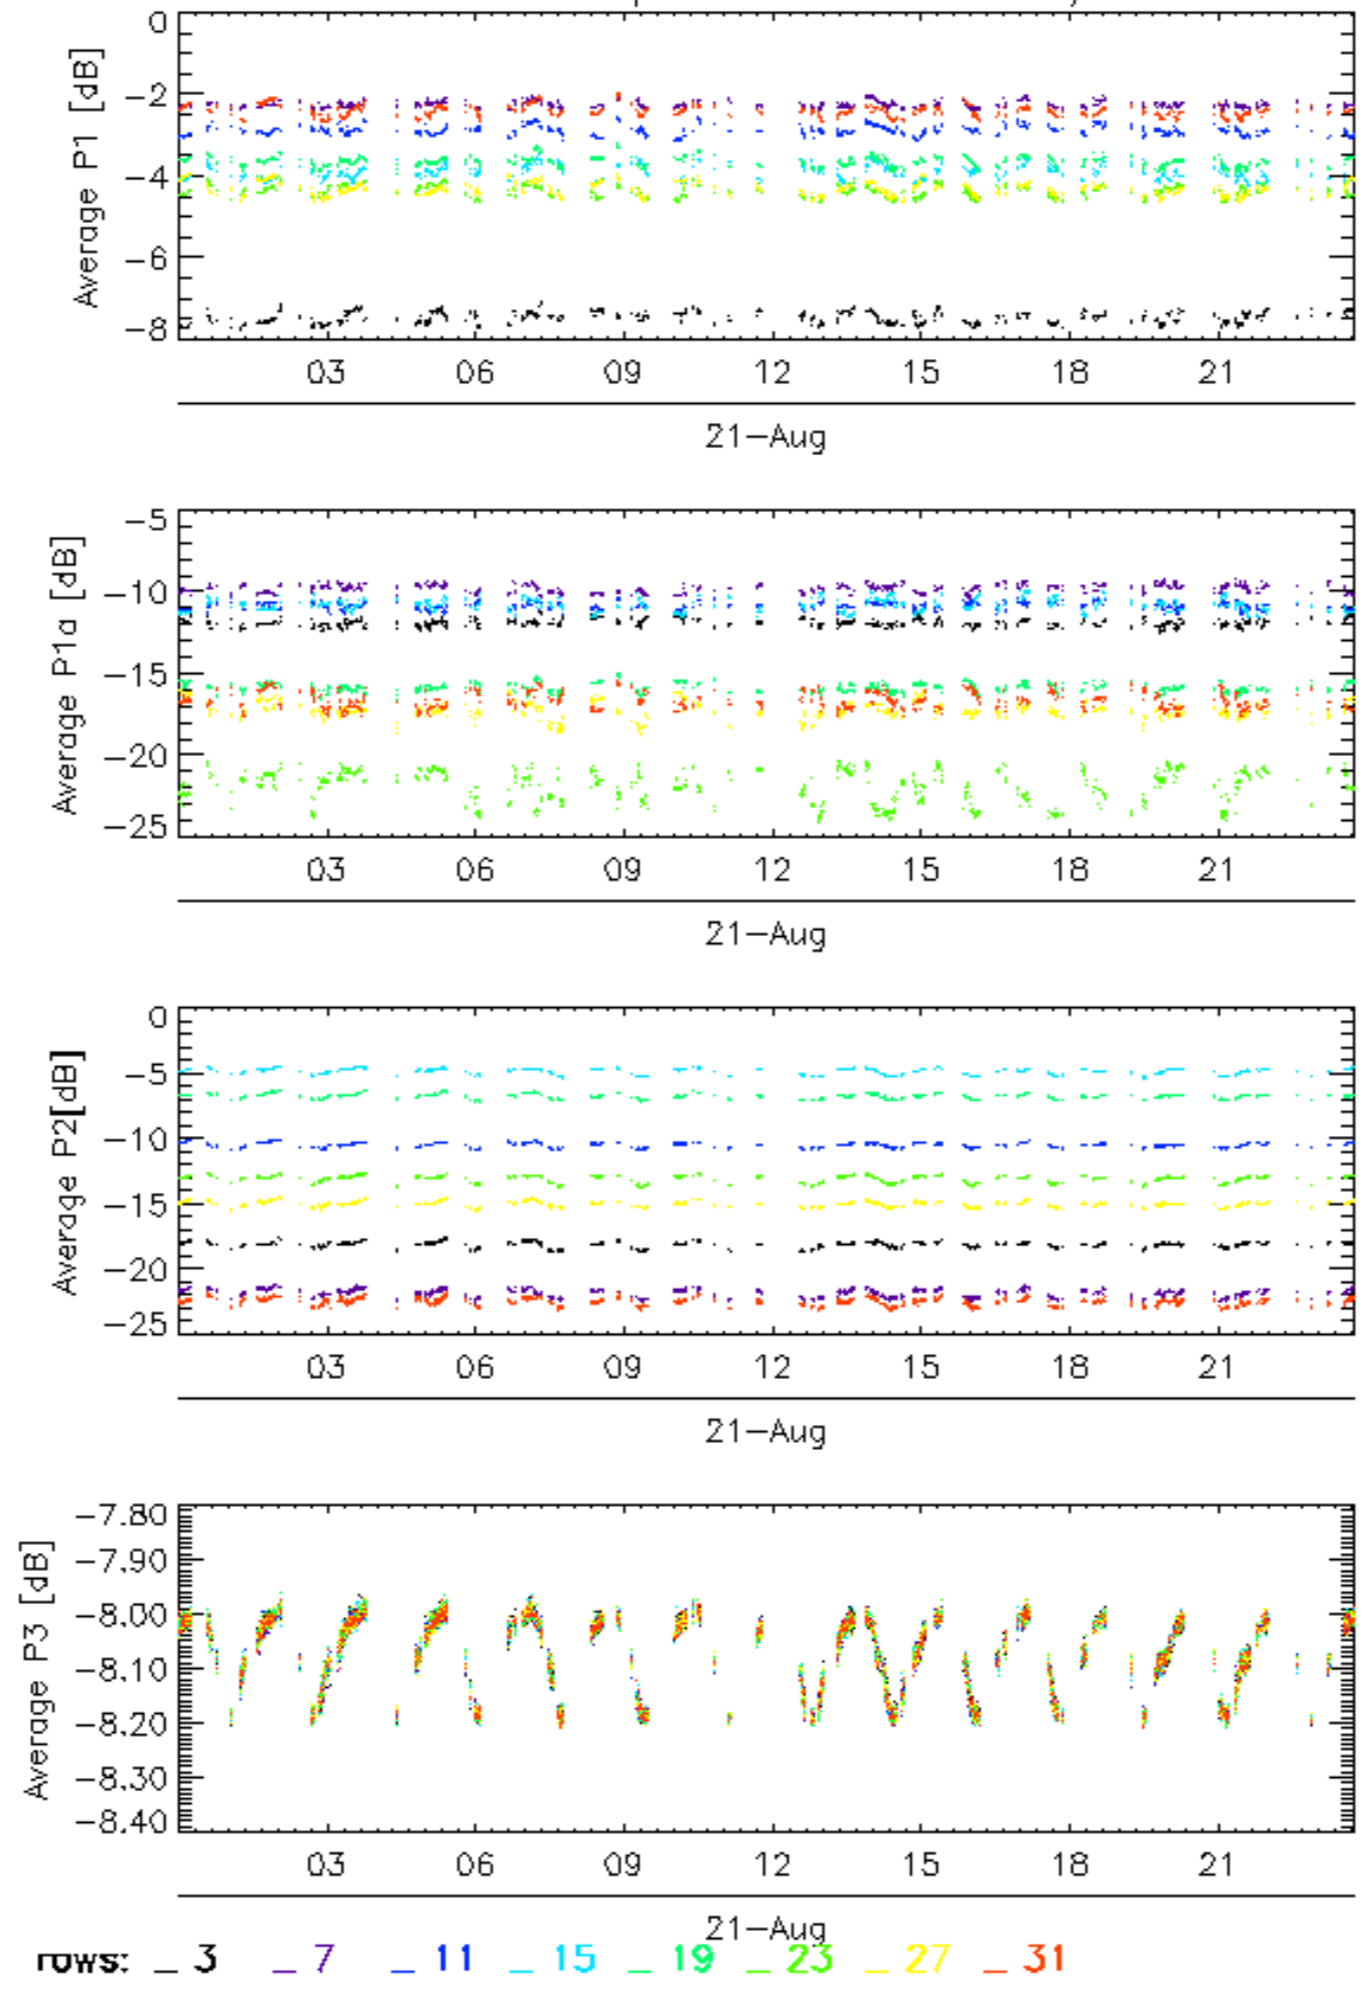 0
−2
−4
−6
−8
Average P1 [dB]
03 06 09 12 15 18 21
21−Aug
−5
−10
−15
−20
−25
Average P1a [dB]
03 06 09 12 15 18 21
21−Aug
0
−5
−10
−15
−20
−25
Average P2[dB]
03 06 09 12 15 18 21
21−Aug
−7.80
−7.90
−8.00
−8.10
−8.20
−8.30
−8.40
Average P3 [dB]
03 06 09 12 15 18 21
21−Aug
rows: _ 3 _ 7 _ 11 _ 15 _ 19 _ 23 _ 27 _ 31